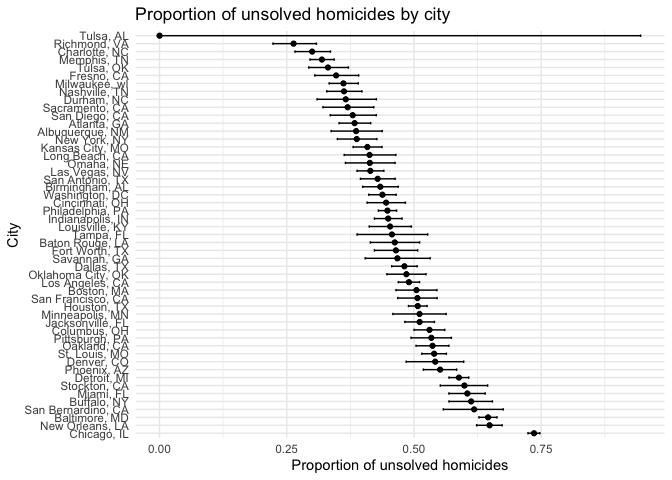 Proportion of unsolved homicides by city
Tulsa, AL
Richmond, VA
Charlotte, NC
Memphis, TN
Tulsa, OK
Fresno, CA
Milwaukee, wI
Nashville, TN
Durham, NC
Sacramento, CA
San Diego, CA
Atlanta, GA
Albuquerque, NM
New York, NY
Kansas City, MO
Long Beach, CA
Omaha, NE
Las Vegas, NV
San Antonio, TX
Birmingham, AL
Washington, DC
Cincinnati, OH
Philadelphia, PA
Indianapolis, IN
Louisville, KY
Tampa, FL
Baton Rouge, LA
Fort Worth, TX
Savannah, GA
Dallas, TX
Oklahoma City, OK
Los Angeles, CA
Boston, MA
San Francisco, CA
Houston, TX
Minneapolis, MN
Jacksonville, FL
Columbus, OH
Pittsburgh, PA
Oakland, CA
St. Louis, MO
Denver, CO
Phoenix, AZ
Detroit, MI
Stockton, CA
Miami, FL
Buffalo, NY
San Bernardino, CA
Baltimore, MD
New Orleans, LA
Chicago, IL
City
0.00 0.25 0.50 0.75
Proportion of unsolved homicides